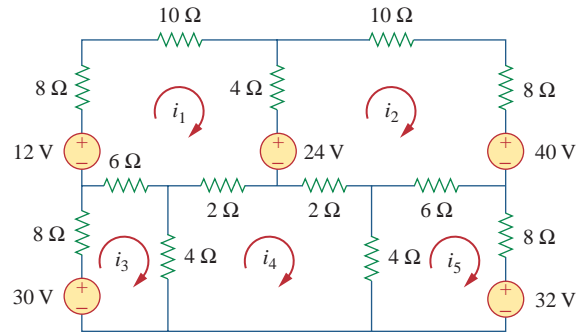 10 Ω 10 Ω
8 Ω 4 Ω 8 Ω
i1 i2
+ + +
12 V − 24 V − 40 V −
6 Ω
2 Ω 2 Ω 6 Ω
8 Ω 4 Ω 4 Ω 8 Ω
i3 i4 i5
+ +
30 V − 32 V −